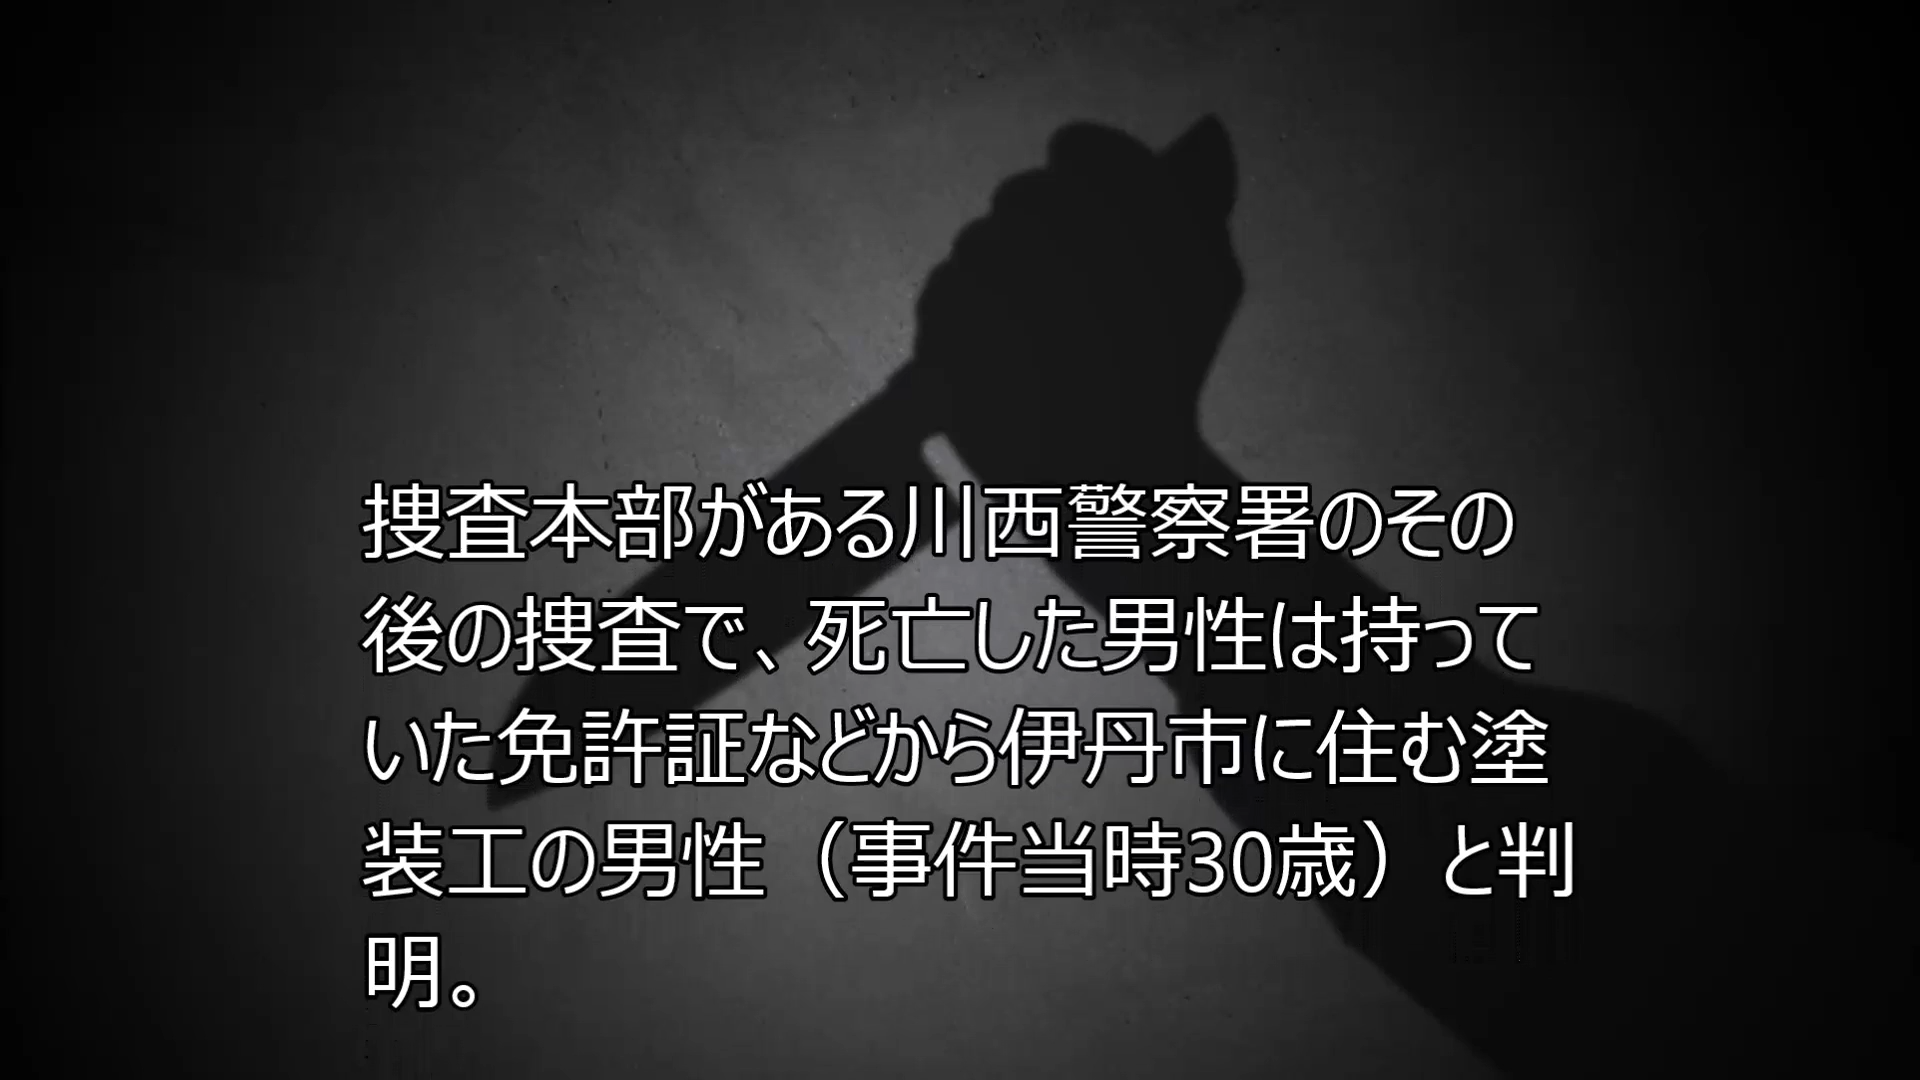 捜査本部がある川西警察署のその
後の捜査で、死亡した男性は持って
いた免許証などから伊丹市に住む塗
装工の男性（事件当時30歳）と判
明。